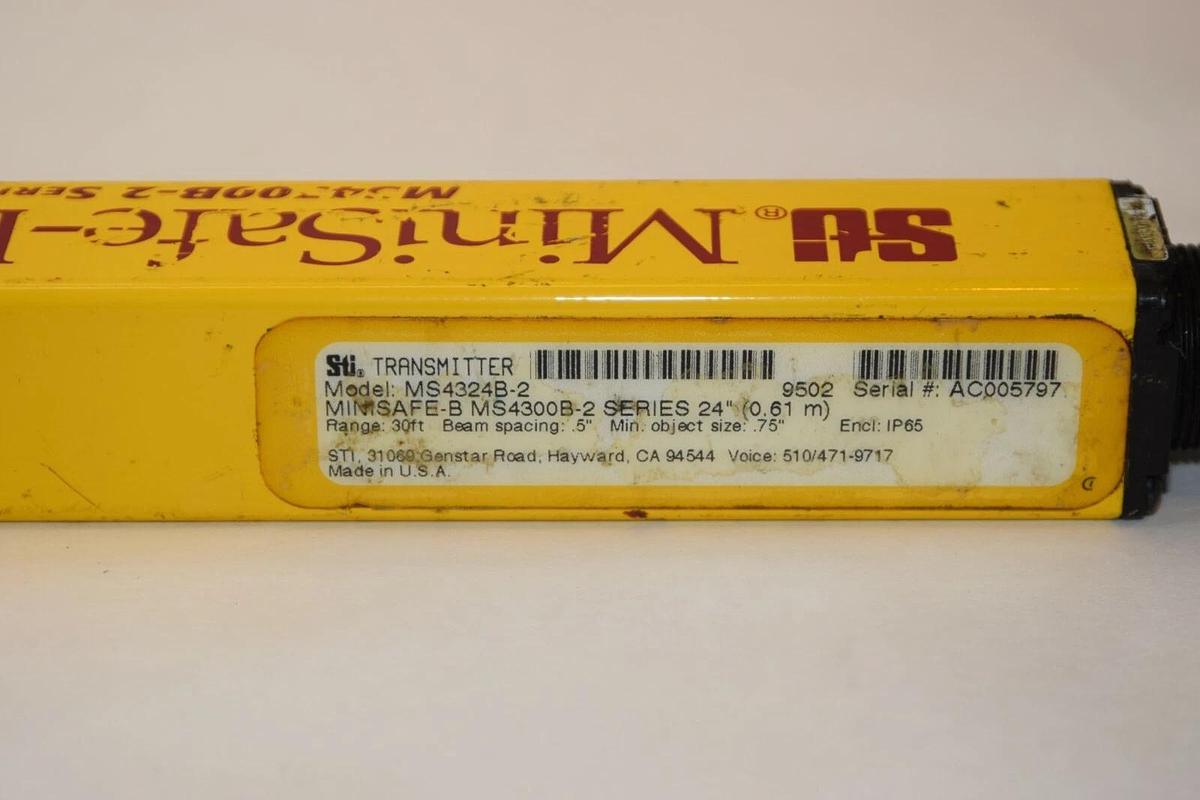 MS4300B-2 SERI
Sti MiniSafe-
Sti® TRANSMITTER
Model: MS4324B-2 9502 Serial #: AC005797
MINISAFE-B MS4300B-2 SERIES 24" (0.61 m)
Range: 30ft Beam spacing: .5" Min. object size: .75" Encl: IP65
STI, 31069 Genstar Road, Hayward, CA 94544 Voice: 510/471-9717
Made in U.S.A.
D